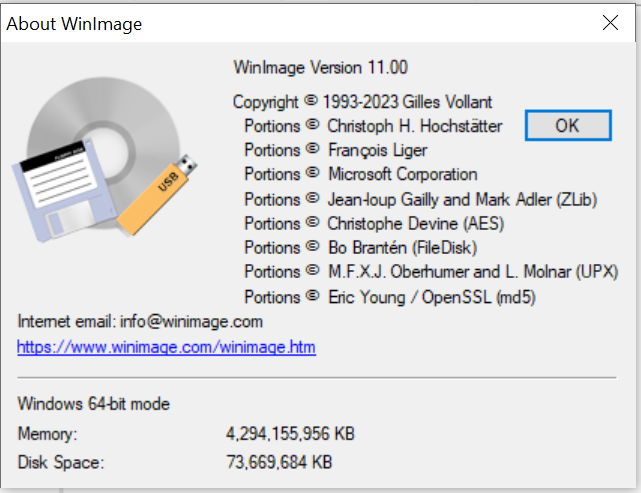 About WinImage
WinImage Version 11.00
Copyright © 1993-2023 Gilles Vollant
Portions © Christoph H. Hochstätter
OK
Portions © François Liger
Portions © Microsoft Corporation
Portions © Jean-loup Gailly and Mark Adler (ZLib)
Portions © Christophe Devine (AES)
Portions © Bo Brantén (FileDisk)
Portions © M.F.X.J. Oberhumer and L. Molnar (UPX)
Portions © Eric Young / OpenSSL (md5)
USB
Internet email: info@winimage.com
https://www.winimage.com/winimage.htm
Windows 64-bit mode
Memory: 4,294,155,956 KB
Disk Space: 73,669,684 KB